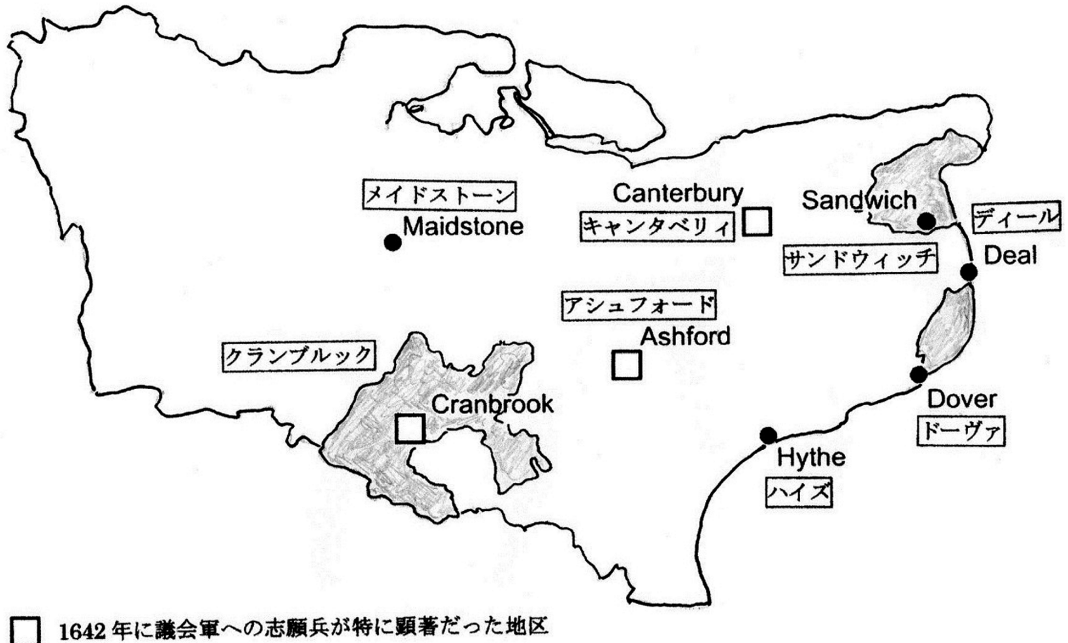 メイドストーン
Maidstone
Canterbury
キャンタベリィ
Sandwich
サンドウィッチ
ディール
Deal
アシュフォード
Ashford
クランブルック
Cranbrook
Dover
ドーヴァ
Hythe
ハイズ
1642年に議会軍への志願兵が特に顕著だった地区